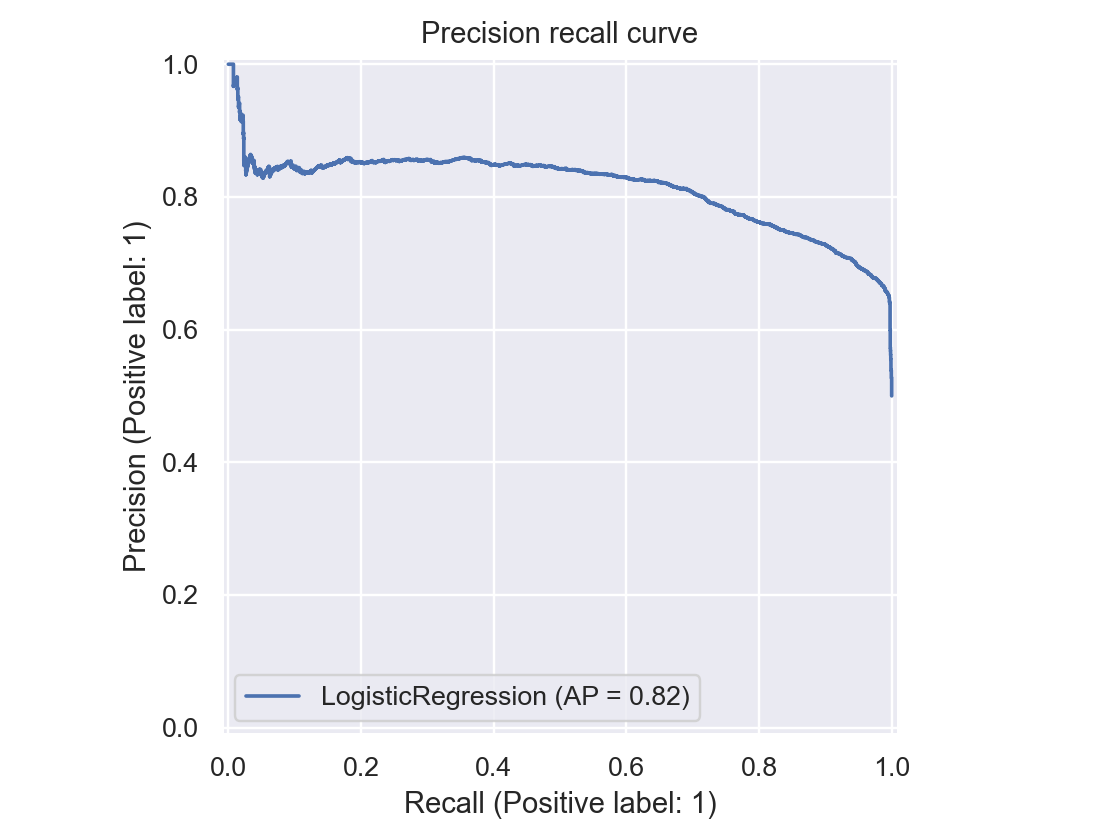 Precision recall curve
1.0
0.8
0.6
0.4
0.2
0.0
Precision (Positive label: 1)
LogisticRegression (AP = 0.82)
0.0 0.2 0.4 0.6 0.8 1.0
Recall (Positive label: 1)